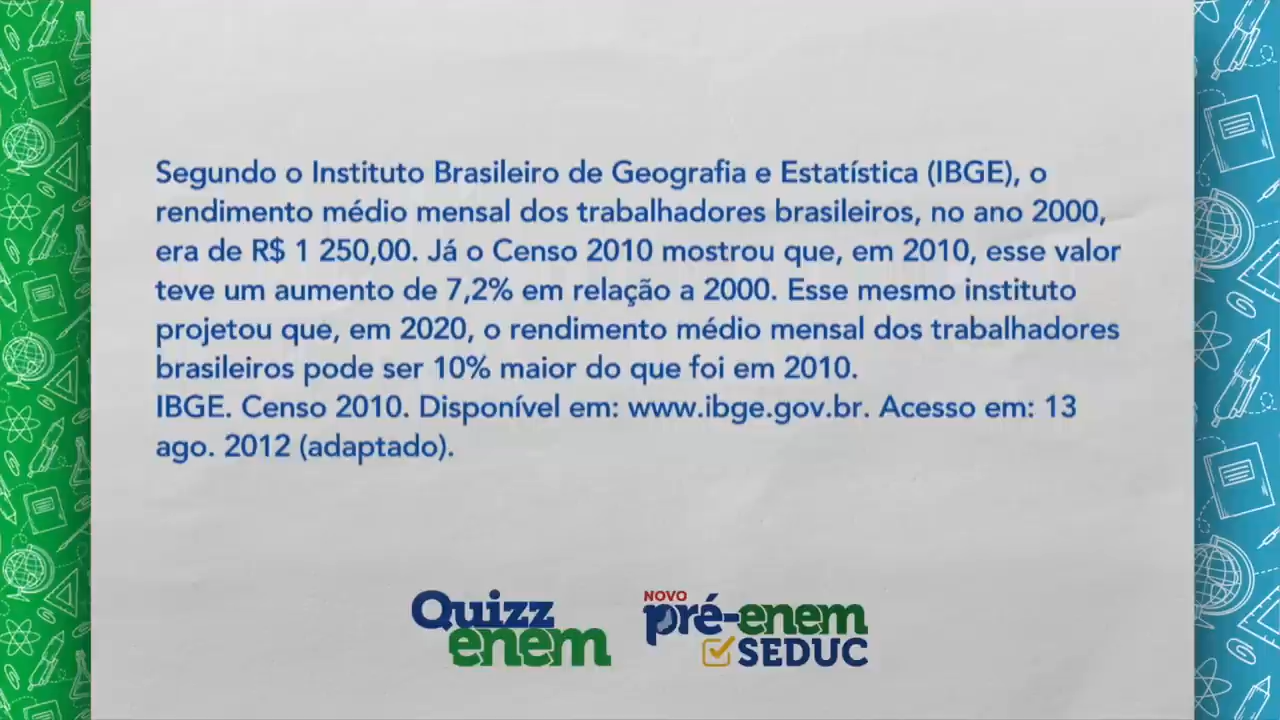 Segundo o Instituto Brasileiro de Geografia e Estatística (IBGE), o
rendimento médio mensal dos trabalhadores brasileiros, no ano 2000,
era de R$ 1 250,00. Já o Censo 2010 mostrou que, em 2010, esse valor
teve um aumento de 7,2% em relação a 2000. Esse mesmo instituto
projetou que, em 2020, o rendimento médio mensal dos trabalhadores
brasileiros pode ser 10% maior do que foi em 2010.
IBGE. Censo 2010. Disponível em: www.ibge.gov.br. Acesso em: 13
ago. 2012 (adaptado).
Quizz
enem
NOVO
pré-enem
SEDUC